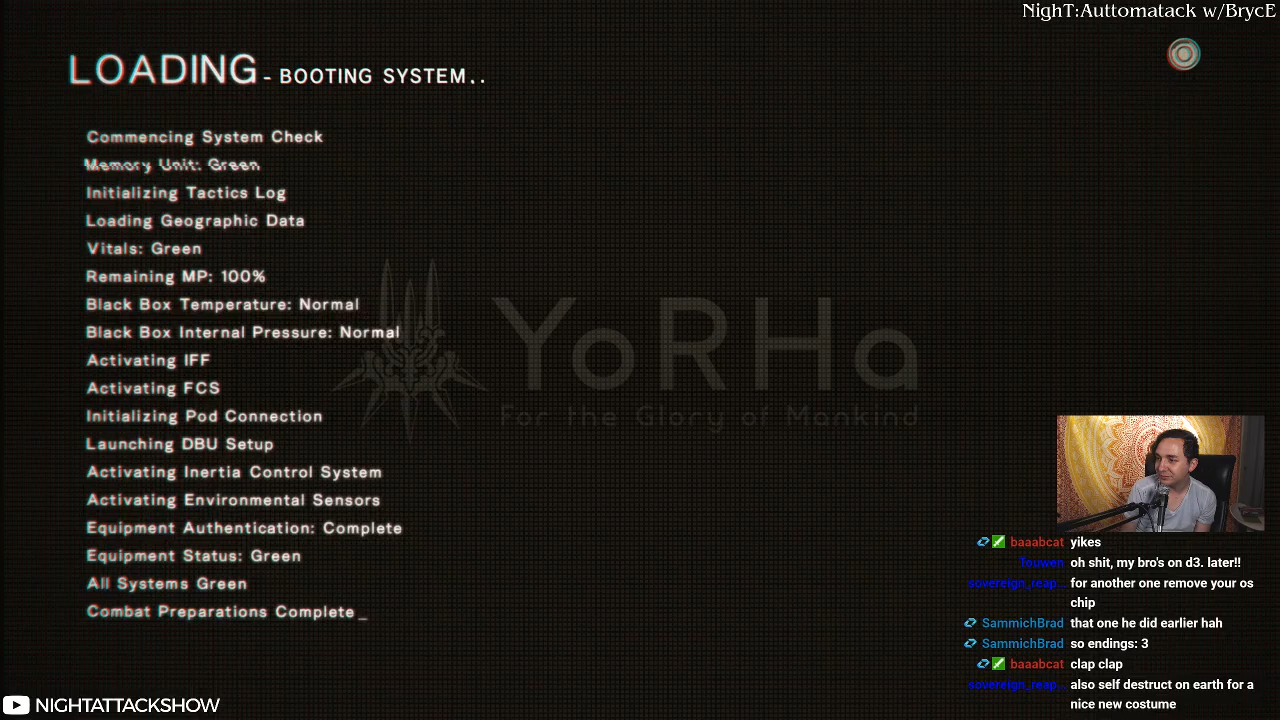 NighT:Auttomatack w/BrycE
LOADING - BOOTING SYSTEM..
Commencing System Check
Memory Unit: Green
Initializing Tactics Log
Loading Geographic Data
Vitals: Green
Remaining MP: 100%
Black Box Temperature: Normal
Black Box Internal Pressure: Normal
Activating IFF
Activating FCS
Initializing Pod Connection
Launching DBU Setup
Activating Inertia Control System
Activating Environmental Sensors
Equipment Authentication: Complete
Equipment Status: Green
All Systems Green
Combat Preparations Complete _
YoRHa
For the Glory of Mankind
baaabcat yikes
Touwen oh shit, my bro's on d3. later!!
sovereign_reap... for another one remove your os
chip
SammichBrad that one he did earlier hah
SammichBrad so endings: 3
baaabcat clap clap
sovereign_reap... also self destruct on earth for a
nice new costume
NIGHTATTACKSHOW